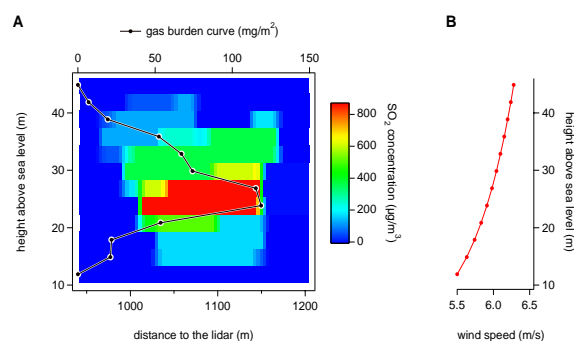 A
B
gas burden curve (mg/m²)
0 50 100 150
height above sea level (m)
40
30
20
10
1000 1100 1200
distance to the lidar (m)
800
600
400
200
0
SO₂ concentration (µg/m³)
40
30
20
10
height above sea level (m)
5.5 6.0 6.5
wind speed (m/s)